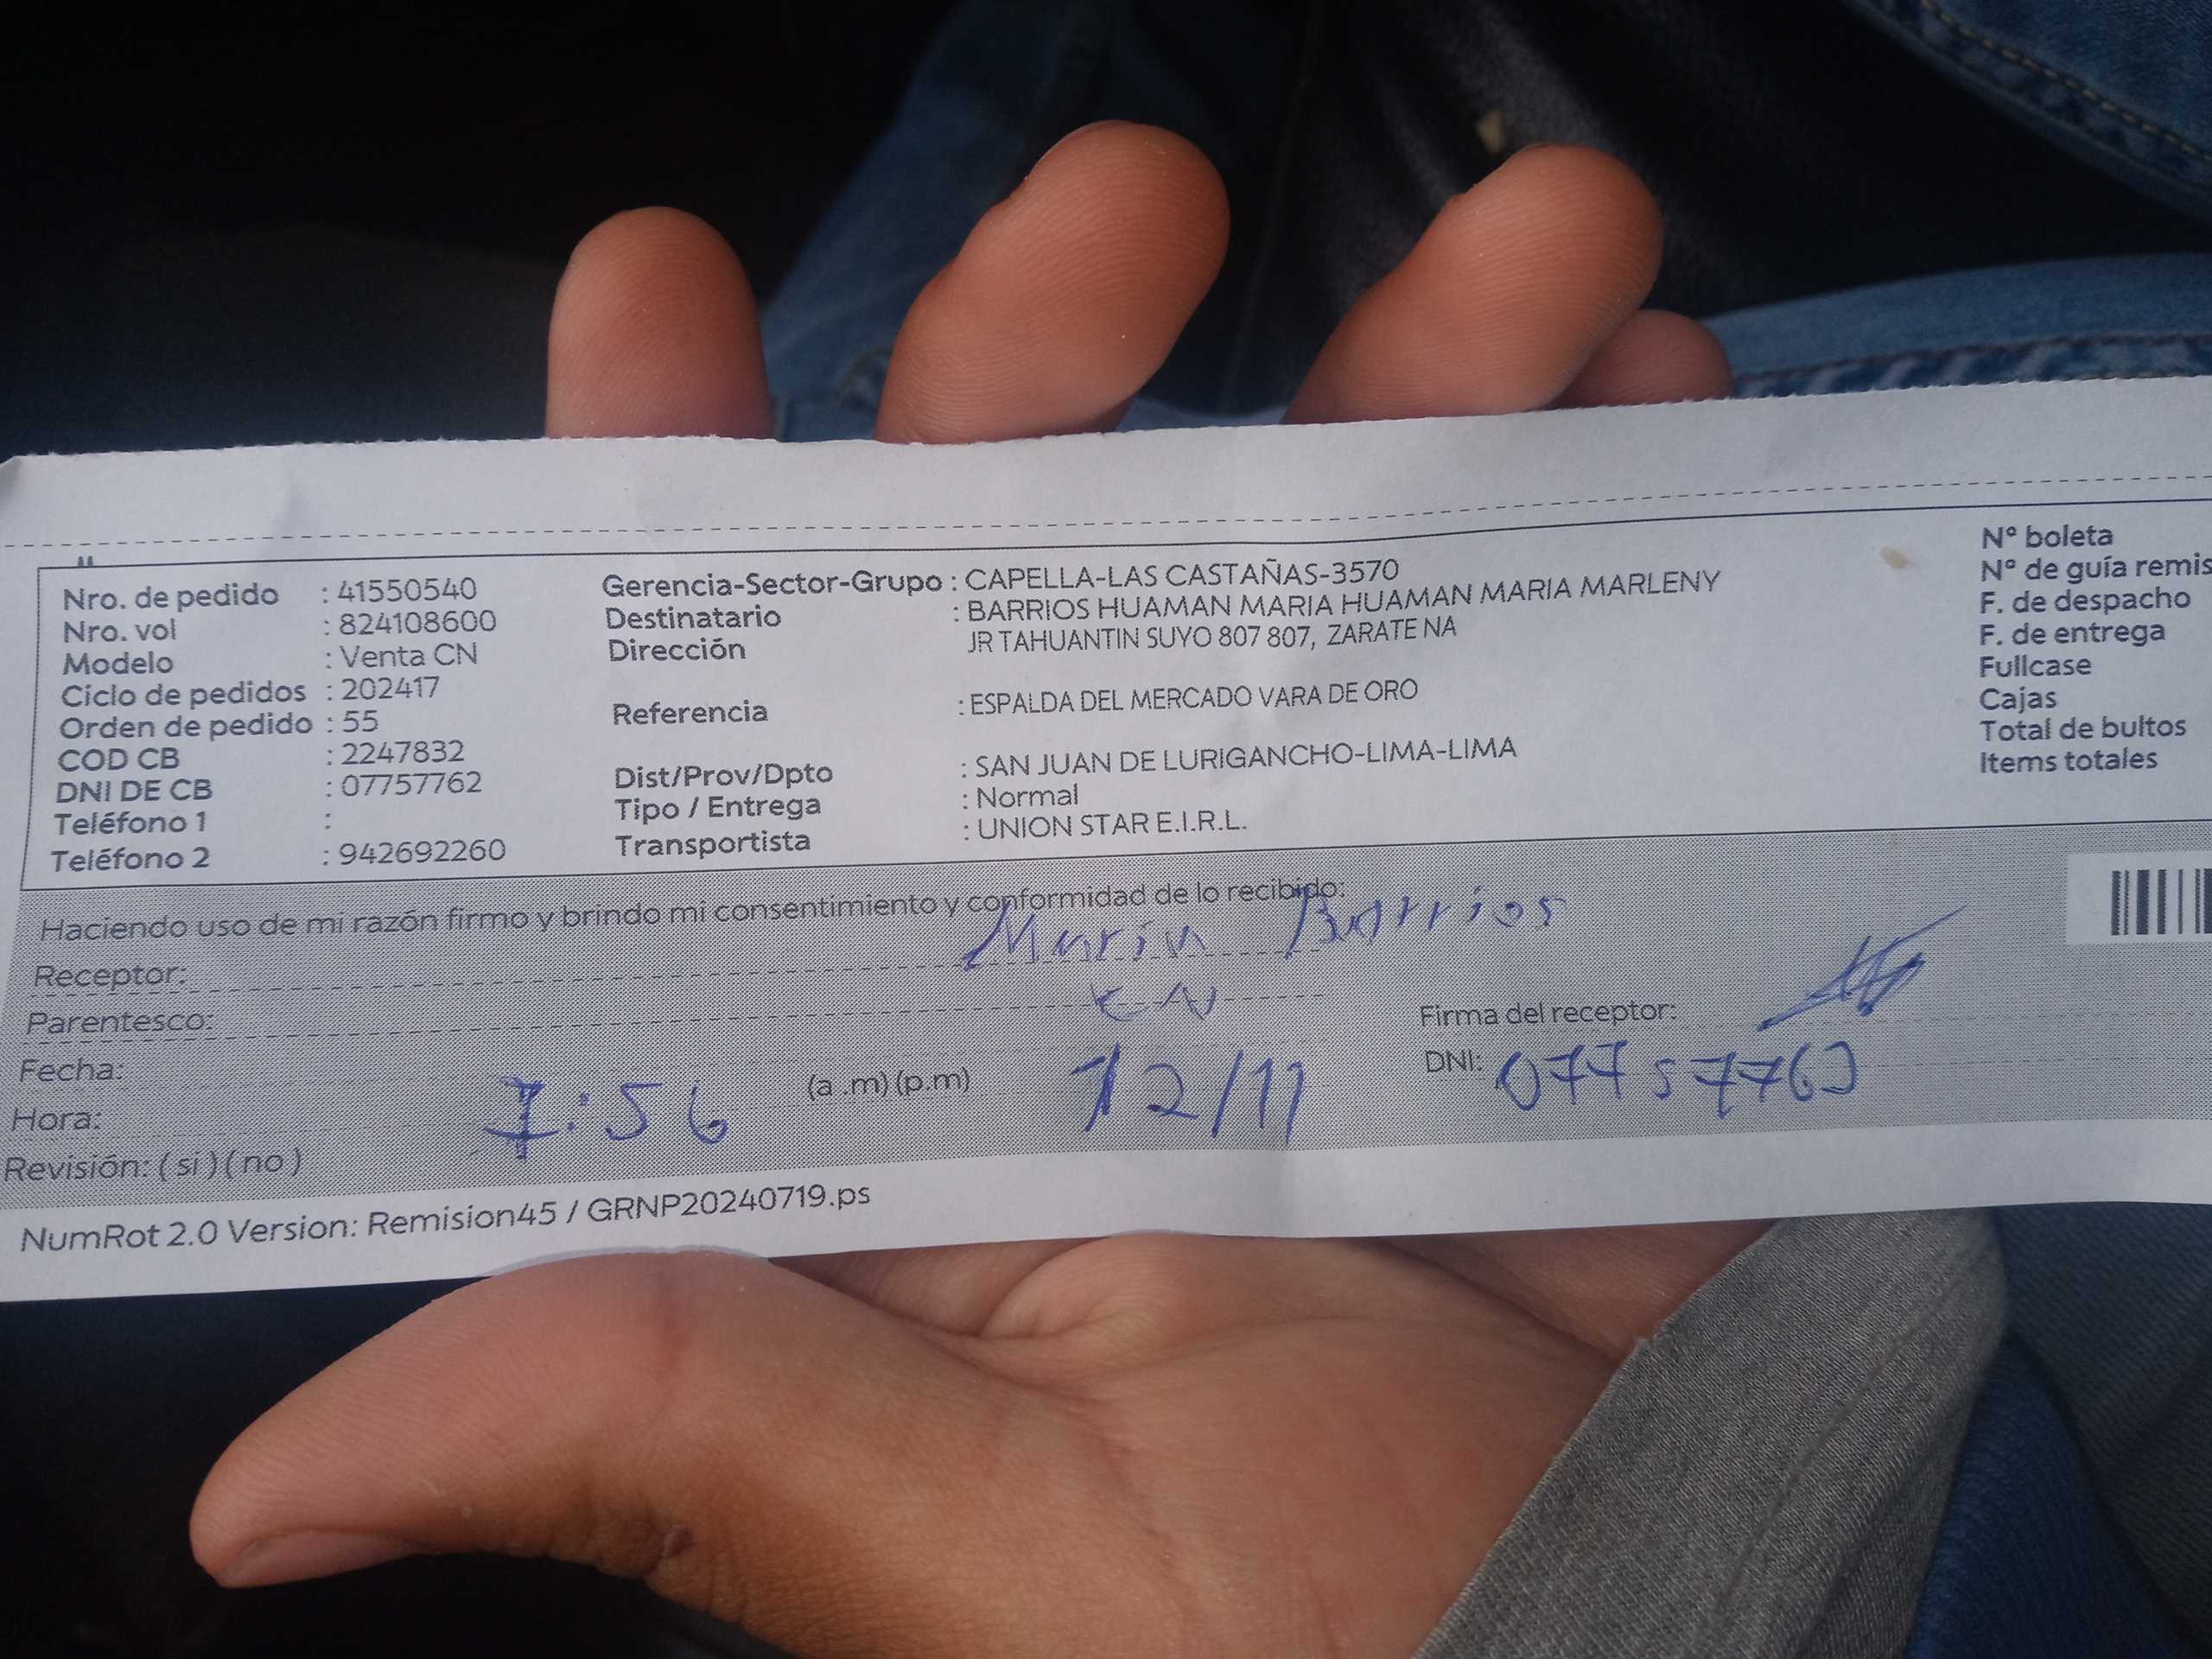 Nro. de pedido : 41550540
Nro. vol : 824108600
Modelo : Venta CN
Ciclo de pedidos : 202417
Orden de pedido : 55
COD CB : 2247832
DNI DE CB : 07757762
Teléfono 1 :
Teléfono 2 : 942692260
Gerencia-Sector-Grupo : CAPELLA-LAS CASTAÑAS-3570
Destinatario : BARRIOS HUAMAN MARIA HUAMAN MARIA MARLENY
Dirección JR TAHUANTIN SUYO 807 807, ZARATE NA
Referencia : ESPALDA DEL MERCADO VARA DE ORO
Dist/Prov/Dpto : SAN JUAN DE LURIGANCHO-LIMA-LIMA
Tipo / Entrega : Normal
Transportista : UNION STAR E.I.R.L.
Nº boleta
Nº de guía remis
F. de despacho
F. de entrega
Fullcase
Cajas
Total de bultos
Items totales
Haciendo uso de mi razón firmo y brindo mi consentimiento y conformidad de lo recibido:
Receptor: Maria Barrios
Parentesco: CN
Firma del receptor:
Fecha: 12/11
DNI:
Hora: 7:56 (a .m) (p.m)
Revisión: ( si ) ( no )
NumRot 2.0 Version: Remision45 / GRNP20240719.ps